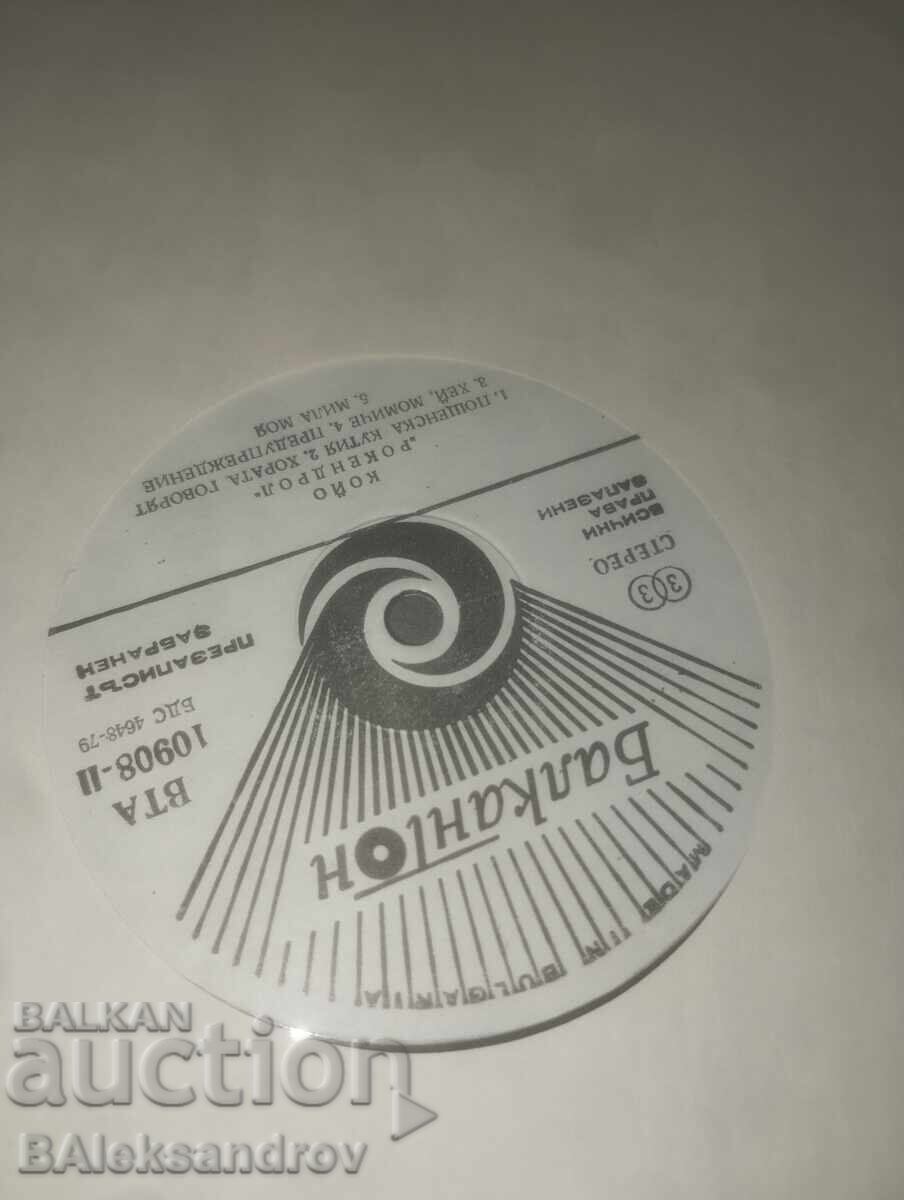 MADE IN BULGARIA
Балкантон
ВТА
10908-II
БДС 4648-79
ПРЕЗАПИСЪТ
ЗАБРАНЕН
33
СТЕРЕО
ВСИЧКИ
ПРАВА
ЗАПАЗЕНИ
КОЙО
„РОКЕНДРОЛ"
1. ПОЩЕНСКА КУТИЯ 2. ХОРАТА ГОВОРЯТ
3. ХЕЙ, МОМИЧЕ 4. ПРЕДУПРЕЖДЕНИЕ
5. МИЛА МОЯ
BALKAN
auction
BAleksandrov